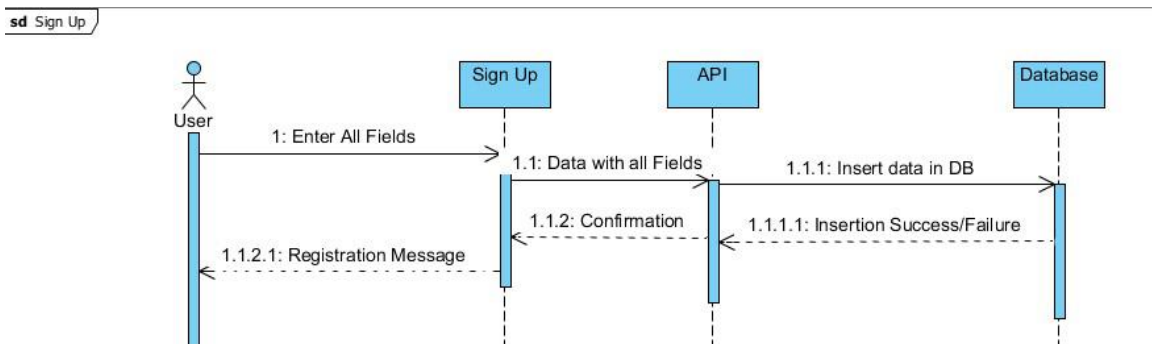 sd Sign Up
User
Sign Up
API
Database
1: Enter All Fields
1.1: Data with all Fields
1.1.1: Insert data in DB
1.1.2: Confirmation
1.1.1.1: Insertion Success/Failure
1.1.2.1: Registration Message